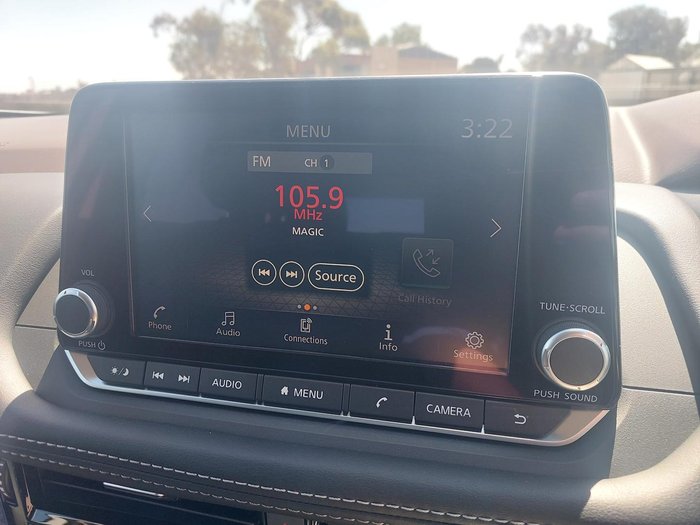 MENU
3:22
FM CH 1
105.9
MHz
MAGIC
Source
Call History
Phone
Audio
Connections
Info
Settings
VOL
PUSH
TUNE·SCROLL
PUSH SOUND
AUDIO
MENU
CAMERA